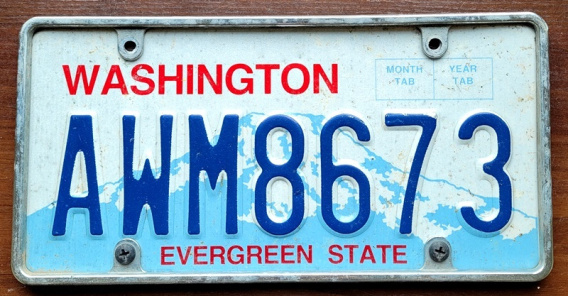 WASHINGTON
MONTH TAB
YEAR TAB
AWM8673
EVERGREEN STATE